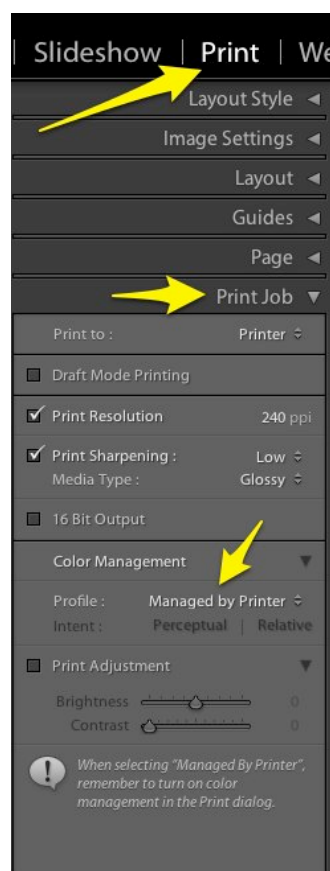 Slideshow | Print | We
Layout Style
Image Settings
Layout
Guides
Page
Print Job
Print to : Printer
Draft Mode Printing
Print Resolution 240 ppi
Print Sharpening : Low
Media Type : Glossy
16 Bit Output
Color Management
Profile : Managed by Printer
Intent : Perceptual | Relative
Print Adjustment
Brightness 0
Contrast 0
When selecting "Managed By Printer",
remember to turn on color
management in the Print dialog.